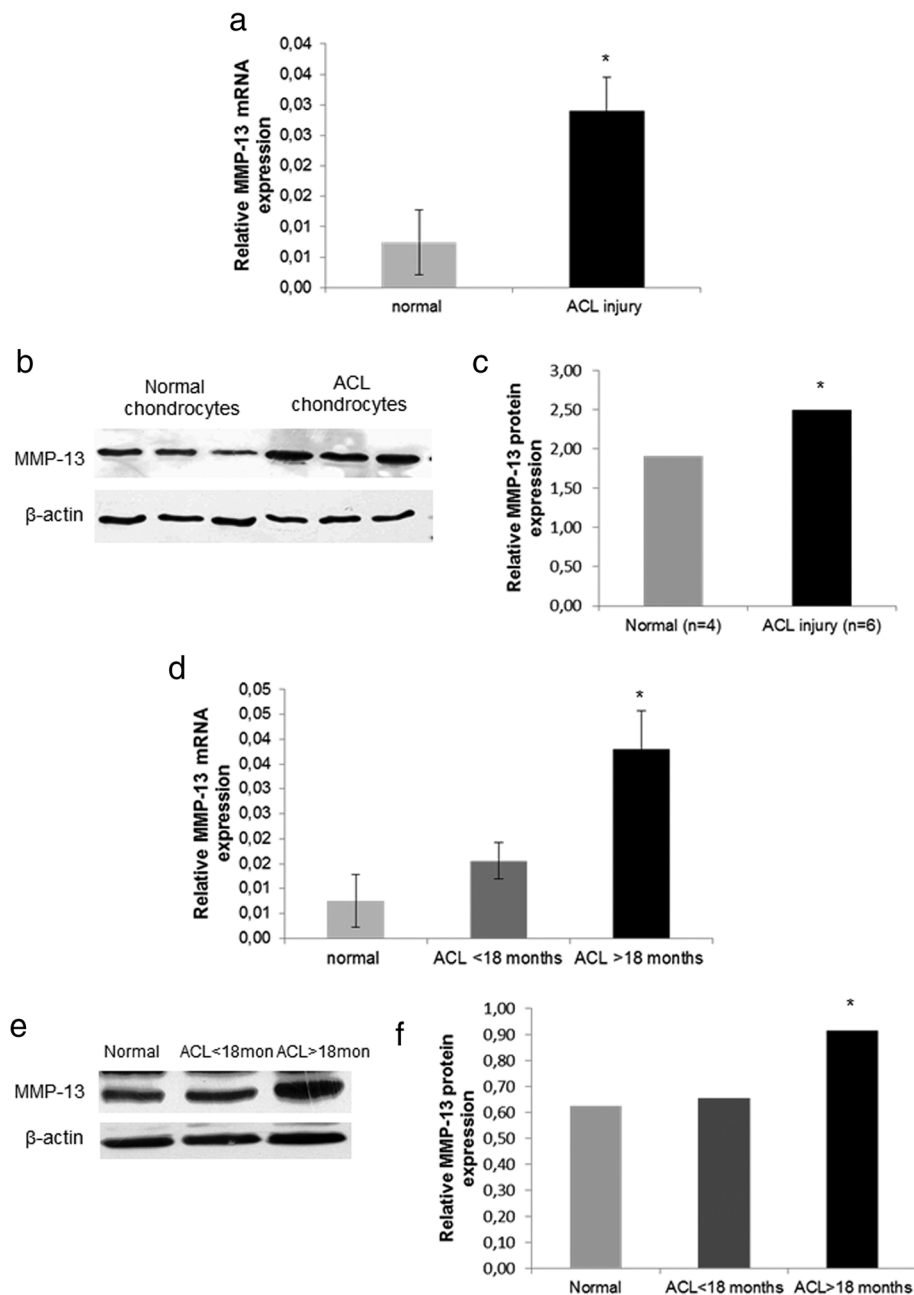 a
Relative MMP-13 mRNA
expression
0,04
0,04
0,03
0,03
0,02
0,02
0,01
0,01
0,00
*
normal
ACL injury
b
Normal
chondrocytes
ACL
chondrocytes
MMP-13
β-actin
c
Relative MMP-13 protein
expression
3,00
2,50
2,00
1,50
1,00
0,50
0,00
*
Normal (n=4)
ACL injury (n=6)
d
Relative MMP-13 mRNA
expression
0,05
0,05
0,04
0,04
0,03
0,03
0,02
0,02
0,01
0,01
0,00
*
normal
ACL <18 months
ACL >18 months
e
Normal
ACL<18mon
ACL>18mon
MMP-13
β-actin
f
Relative MMP-13 protein
expression
1,00
0,90
0,80
0,70
0,60
0,50
0,40
0,30
0,20
0,10
0,00
*
Normal
ACL<18 months
ACL>18 months